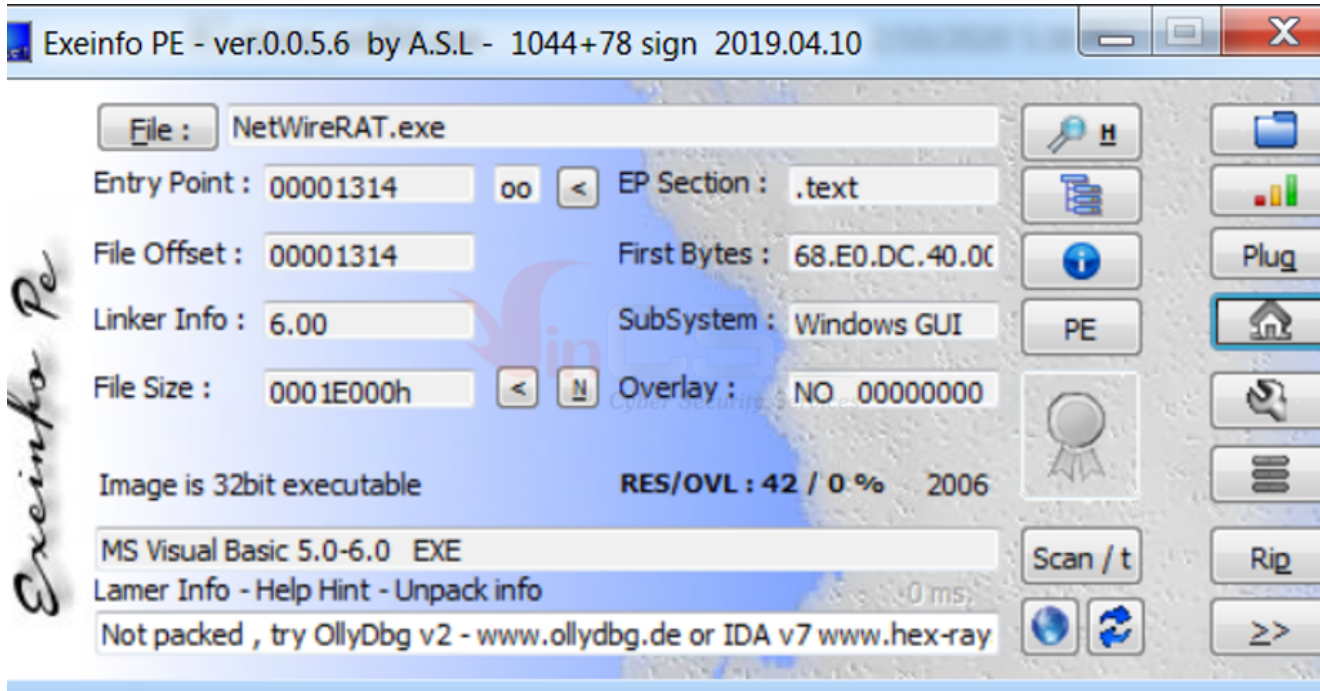 Exeinfo PE - ver.0.0.5.6 by A.S.L - 1044+78 sign 2019.04.10
File : NetWireRAT.exe H
Entry Point : 00001314 oo < EP Section : .text
File Offset : 00001314 First Bytes : 68.E0.DC.40.00 Plug
Linker Info : 6.00 SubSystem : Windows GUI PE
File Size : 0001E000h < N Overlay : NO 00000000
Cyber Security Services
Image is 32bit executable RES/OVL : 42 / 0 % 2006
MS Visual Basic 5.0-6.0 EXE Scan / t Rip
Lamer Info - Help Hint - Unpack info 0 ms.
Not packed , try OllyDbg v2 - www.ollydbg.de or IDA v7 www.hex-ray >>
Exeinfo Pe
VinCSS